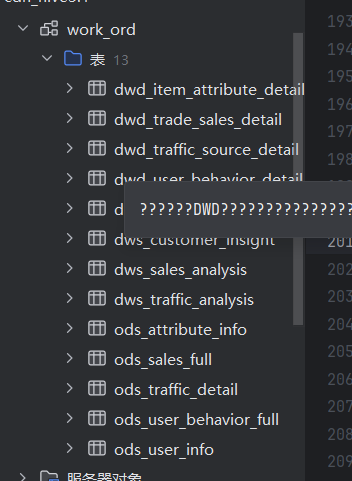 work_ord
表 13
dwd_item_attribute_detail
dwd_trade_sales_detail
dwd_traffic_source_detail
dwd_user_behavior_detail
??????DWD???????????????
dws_customer_insight
dws_sales_analysis
dws_traffic_analysis
ods_attribute_info
ods_sales_full
ods_traffic_detail
ods_user_behavior_full
ods_user_info
服务器对象
193
194
195
196
197
198
199
201
202
203
204
205
206
207
208
209